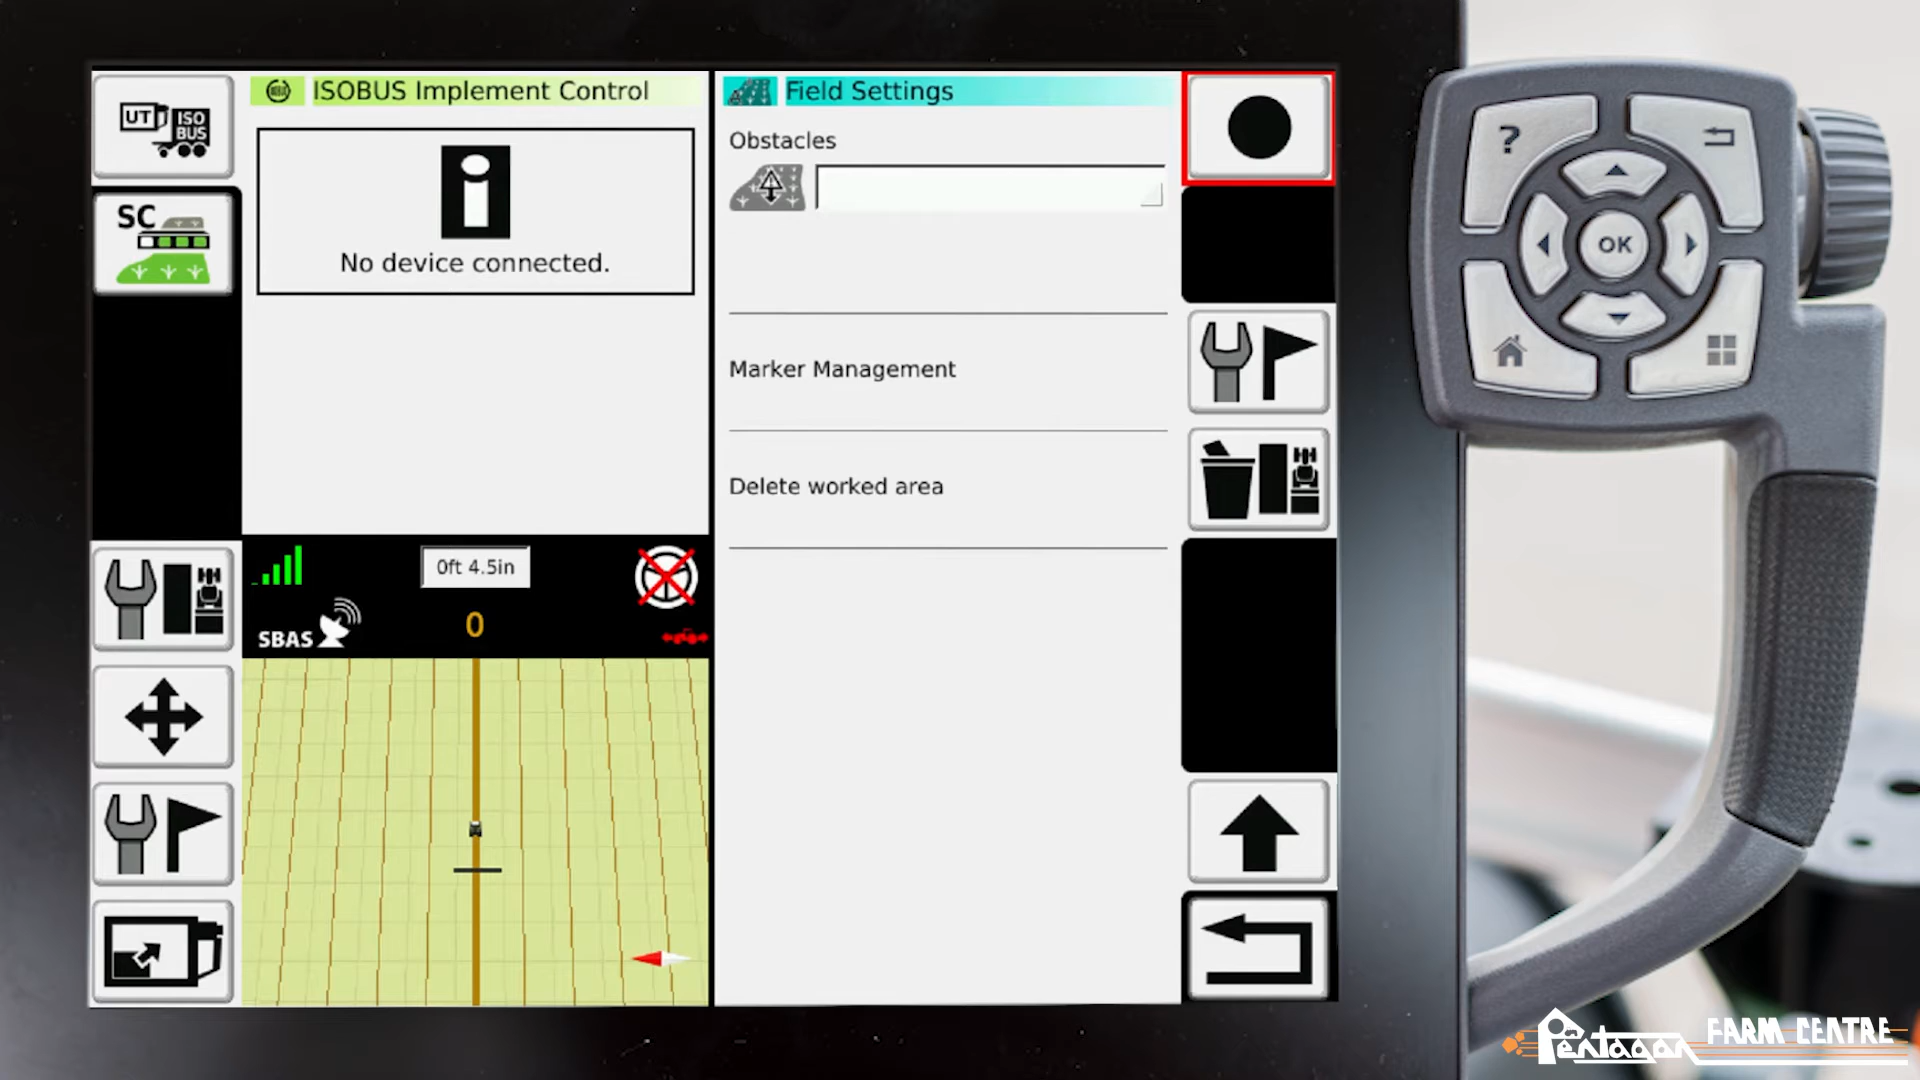 UT
ISO
BUS
ISOBUS Implement Control
No device connected.
SC
Field Settings
Obstacles
Marker Management
Delete worked area
0ft 4.5in
0
SBAS
?
OK
Pentagon FARM CENTRE